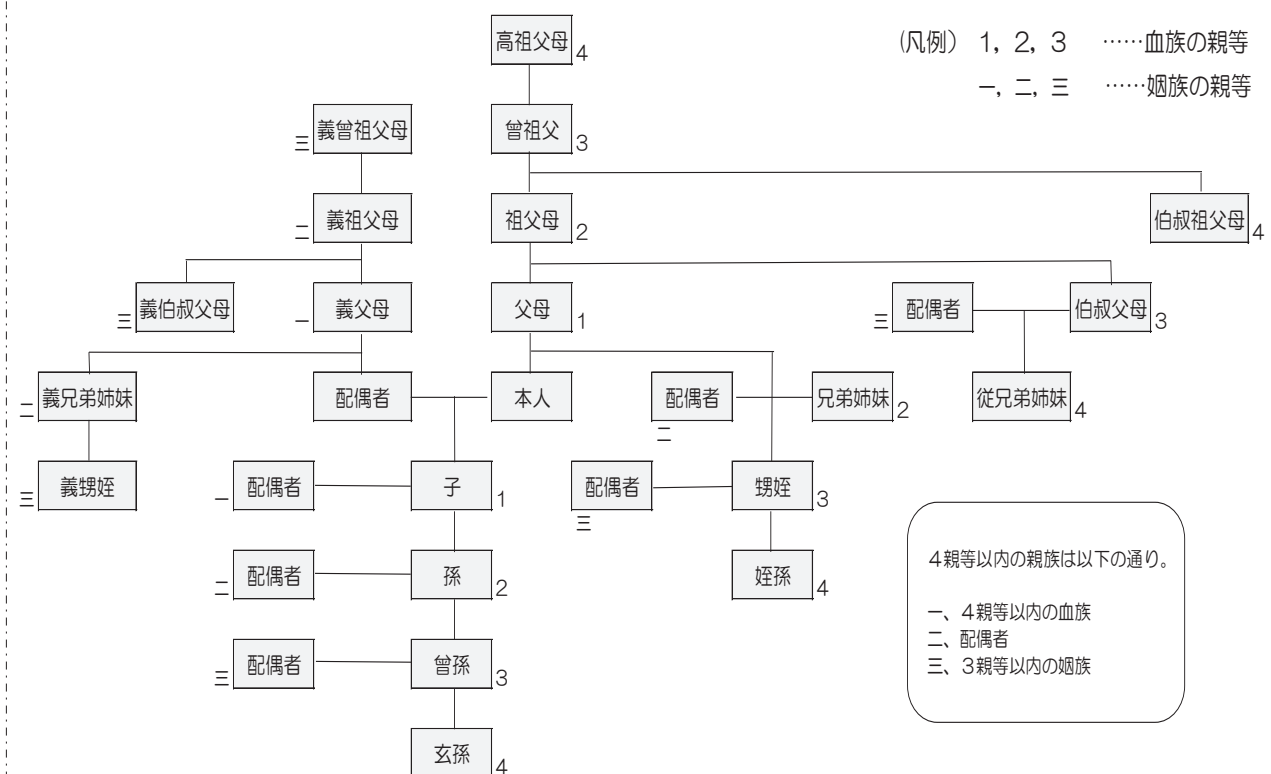 高祖父母 4
(凡例) 1, 2, 3 ……血族の親等
一, 二, 三 ……姻族の親等
三 義曾祖父母 曾祖父 3
二 義祖父母 祖父母 2 伯叔祖父母 4
三 義伯叔父母 一 義父母 父母 1 三 配偶者 伯叔父母 3
二 義兄弟姉妹 配偶者 本人 配偶者 二 兄弟姉妹 2 従兄弟姉妹 4
三 義甥姪 一 配偶者 子 1 配偶者 三 甥姪 3
二 配偶者 孫 2 姪孫 4
三 配偶者 曾孫 3
玄孫 4
4親等以内の親族は以下の通り。
一、4親等以内の血族
二、配偶者
三、3親等以内の姻族